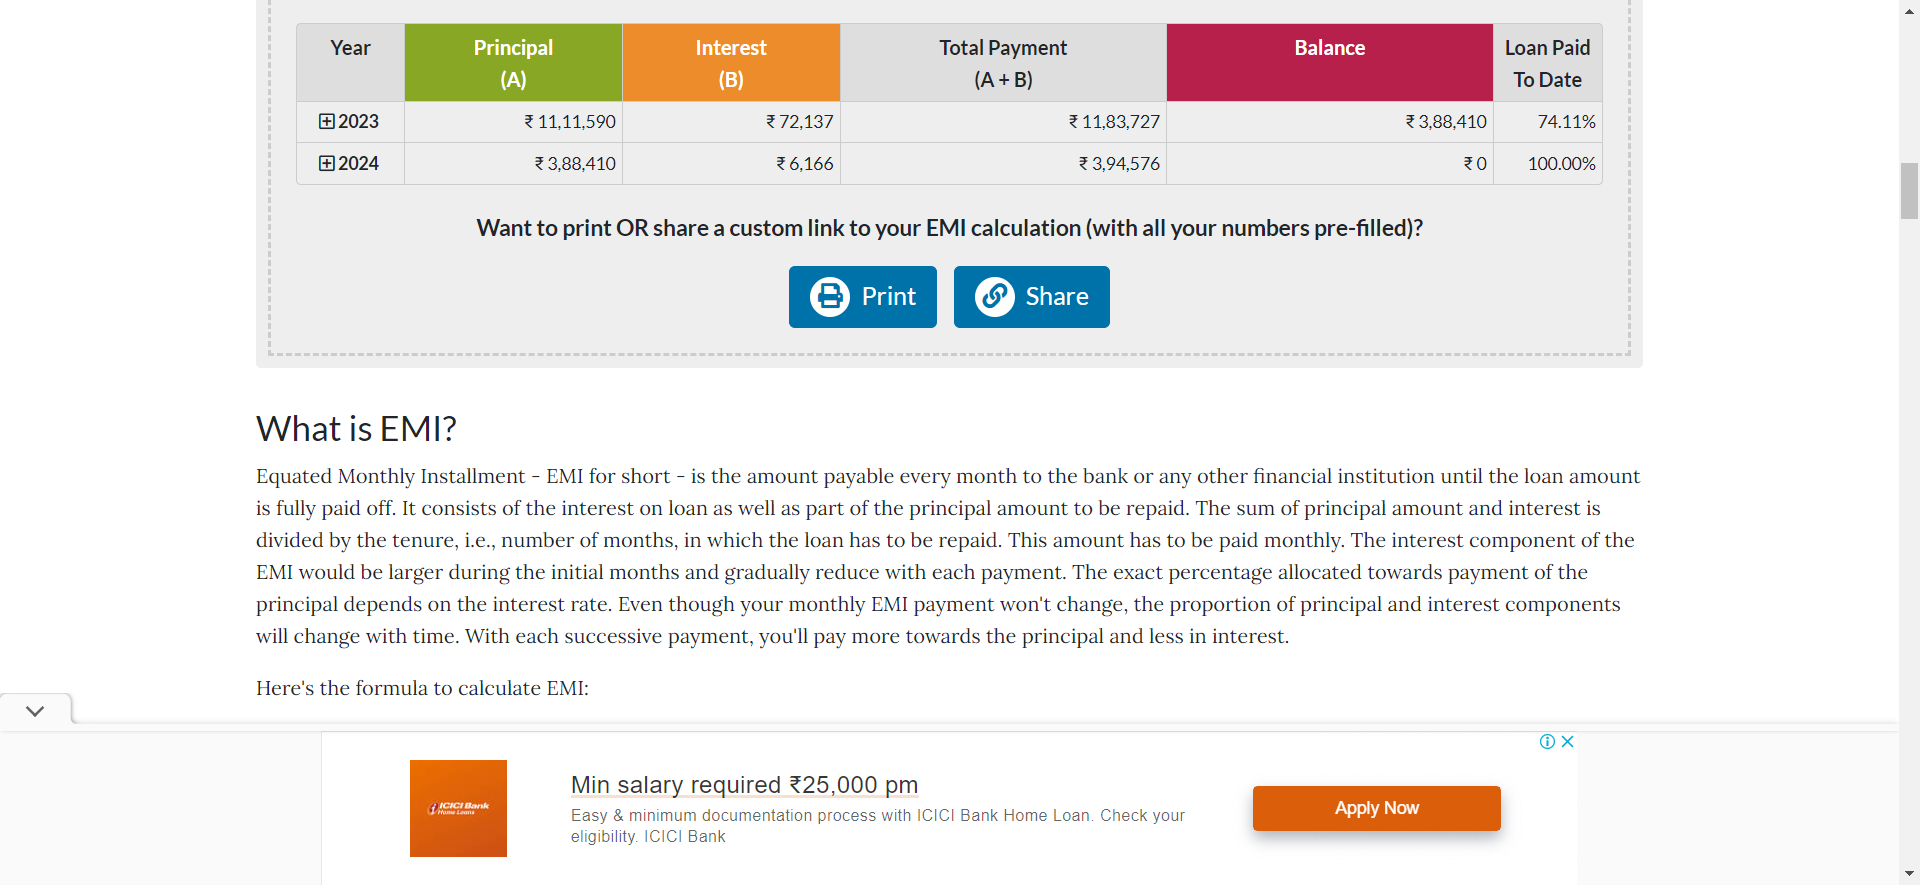 Year Principal Interest Total Payment Balance Loan Paid
(A) (B) (A + B) To Date
2023 ₹ 11,11,590 ₹ 72,137 ₹ 11,83,727 ₹ 3,88,410 74.11%
2024 ₹ 3,88,410 ₹ 6,166 ₹ 3,94,576 ₹ 0 100.00%
Want to print OR share a custom link to your EMI calculation (with all your numbers pre-filled)?
Print Share
What is EMI?
Equated Monthly Installment - EMI for short - is the amount payable every month to the bank or any other financial institution until the loan amount
is fully paid off. It consists of the interest on loan as well as part of the principal amount to be repaid. The sum of principal amount and interest is
divided by the tenure, i.e., number of months, in which the loan has to be repaid. This amount has to be paid monthly. The interest component of the
EMI would be larger during the initial months and gradually reduce with each payment. The exact percentage allocated towards payment of the
principal depends on the interest rate. Even though your monthly EMI payment won't change, the proportion of principal and interest components
will change with time. With each successive payment, you'll pay more towards the principal and less in interest.
Here's the formula to calculate EMI:
Min salary required ₹25,000 pm
ICICI Bank
Home Loans
Easy & minimum documentation process with ICICI Bank Home Loan. Check your
eligibility. ICICI Bank
Apply Now